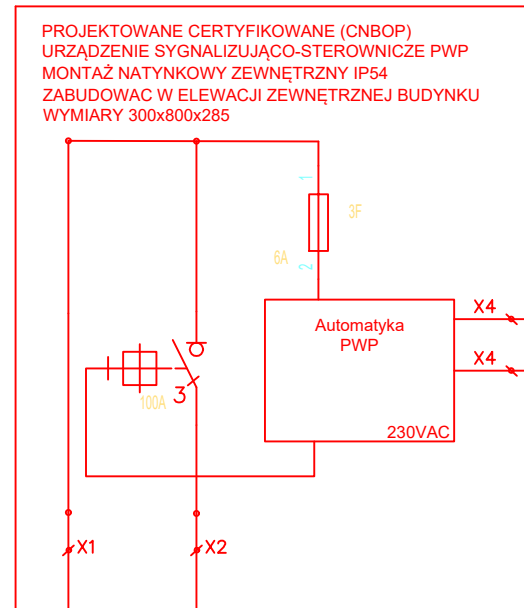 PROJEKTOWANE CERTYFIKOWANE (CNBOP)
URZĄDZENIE SYGNALIZUJĄCO-STEROWNICZE PWP
MONTAŻ NATYNKOWY ZEWNĘTRZNY IP54
ZABUDOWAC W ELEWACJI ZEWNĘTRZNEJ BUDYNKU
WYMIARY 300x800x285
1
3F
6A
2
Automatyka
PWP
230VAC
X4
X4
3
100A
X1
X2